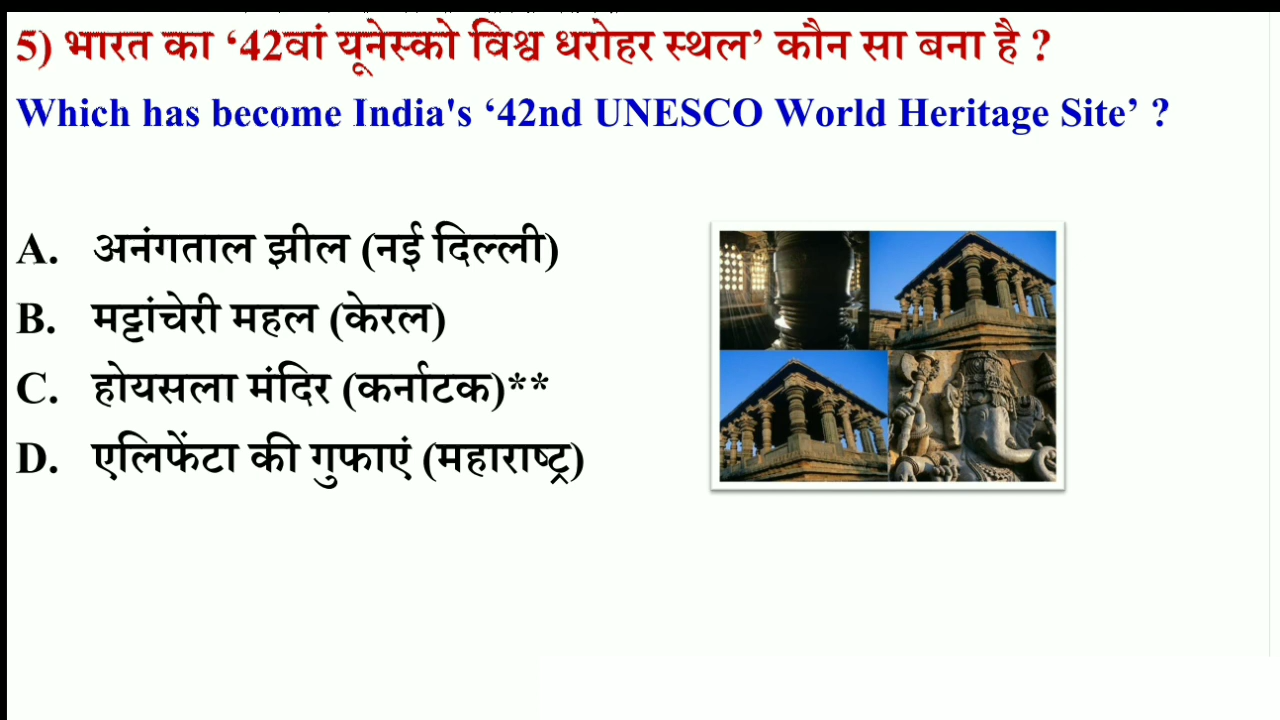 5) भारत का ‘42वां यूनेस्को विश्व धरोहर स्थल’ कौन सा बना है ?
Which has become India's ‘42nd UNESCO World Heritage Site’ ?
A. अनंगताल झील (नई दिल्ली)
B. मट्टांचेरी महल (केरल)
C. होयसला मंदिर (कर्नाटक)**
D. एलिफेंटा की गुफाएं (महाराष्ट्र)